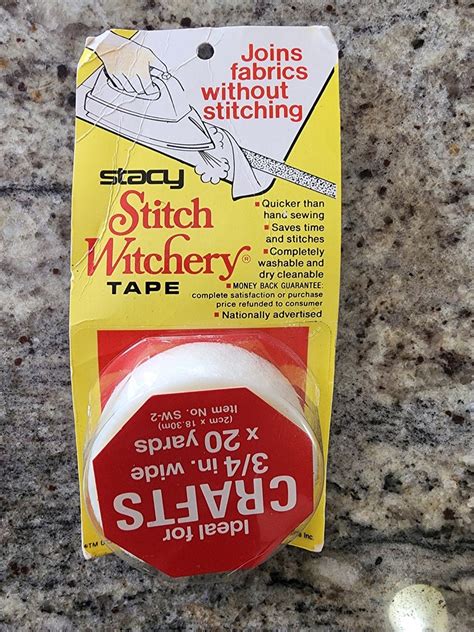 Joins
fabrics
without
stitching
stacy
Stitch
Witchery®
TAPE
▪ Quicker than
hand sewing
▪ Saves time
and stitches
▪ Completely
washable and
dry cleanable
▪ MONEY BACK GUARANTEE:
complete satisfaction or purchase
price refunded to consumer
▪ Nationally advertised
Ideal for
CRAFTS
3/4 in. wide
x 20 yards
(2cm x 18.30m)
Item No. SW-2
Inc.